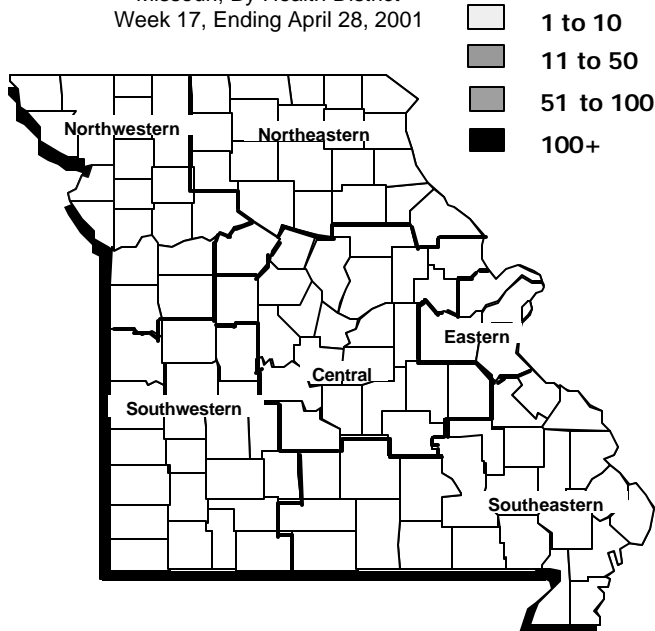 Missouri, By Health District
Week 17, Ending April 28, 2001
1 to 10
11 to 50
51 to 100
100+
Northwestern
Northeastern
Eastern
Central
Southwestern
Southeastern